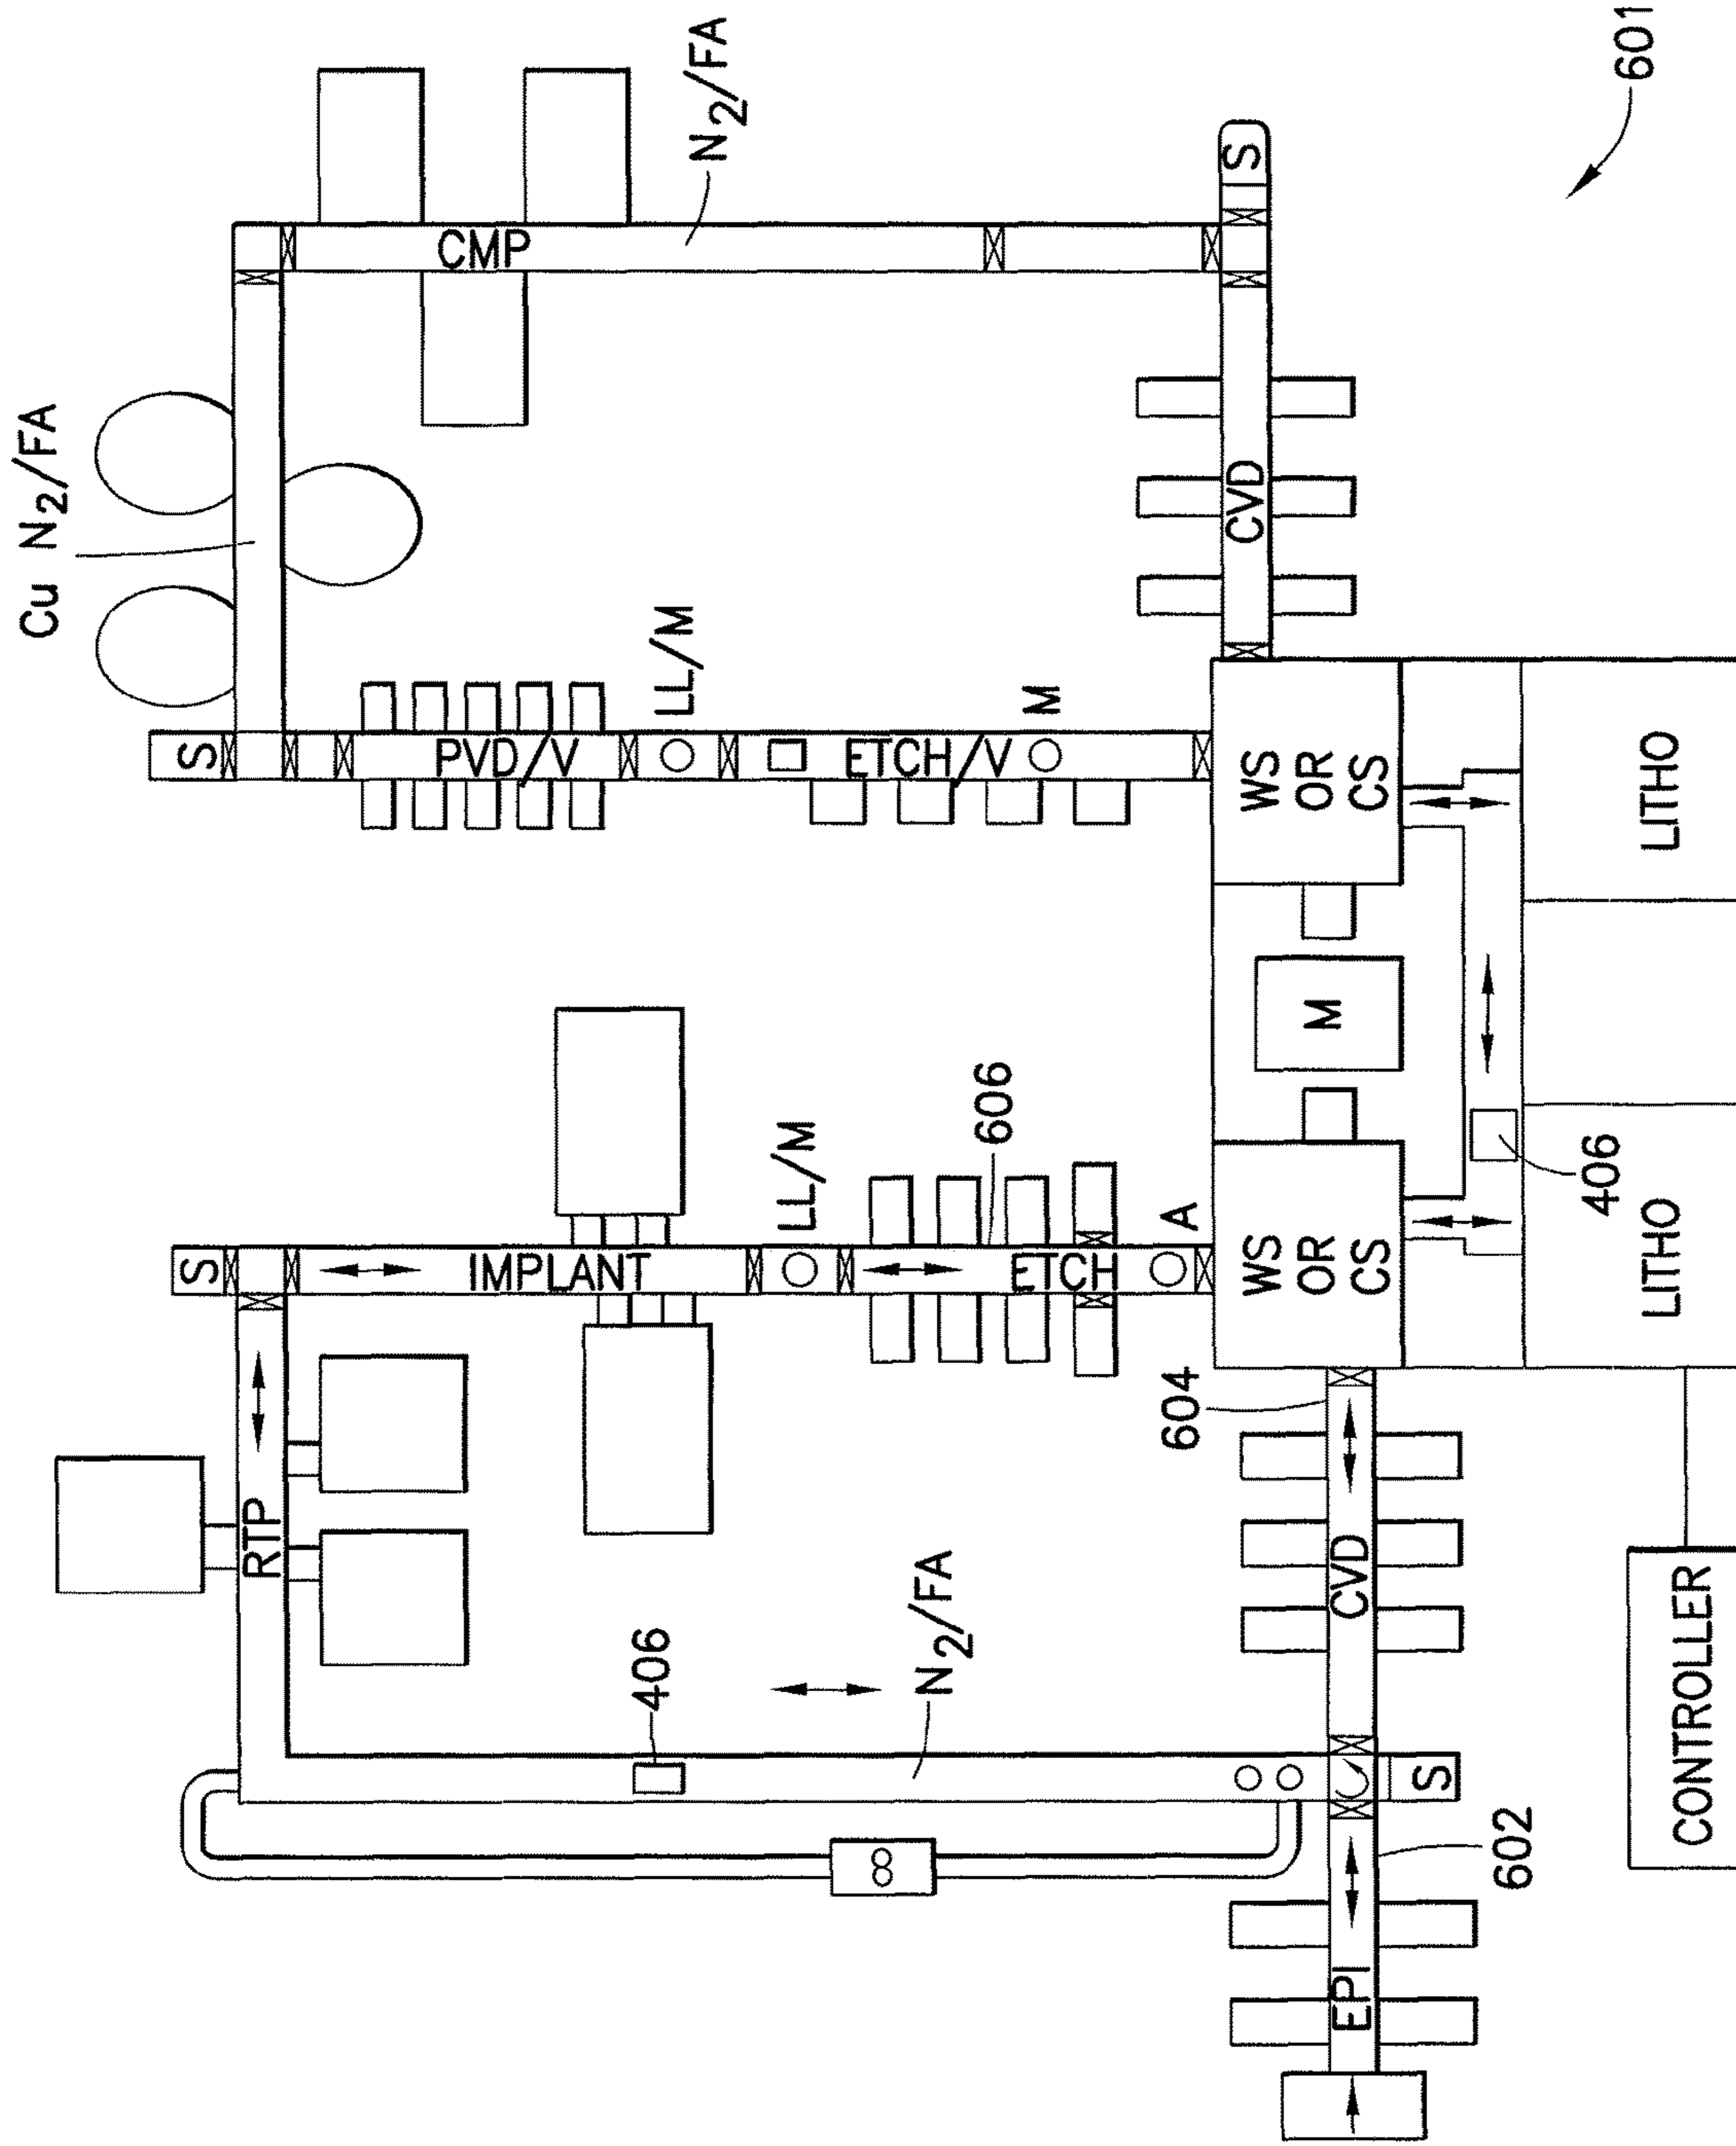 Cu N2/FA
N2/FA
601
S
CMP
S
LL/M
PVD/V
M
ETCH/V
CVD
WS
OR
CS
LITHO
M
606
LL/M
A
S
IMPLANT
ETCH
WS
OR
CS
406
LITHO
604
RTP
406
N2/FA
CVD
S
602
EPI
CONTROLLER